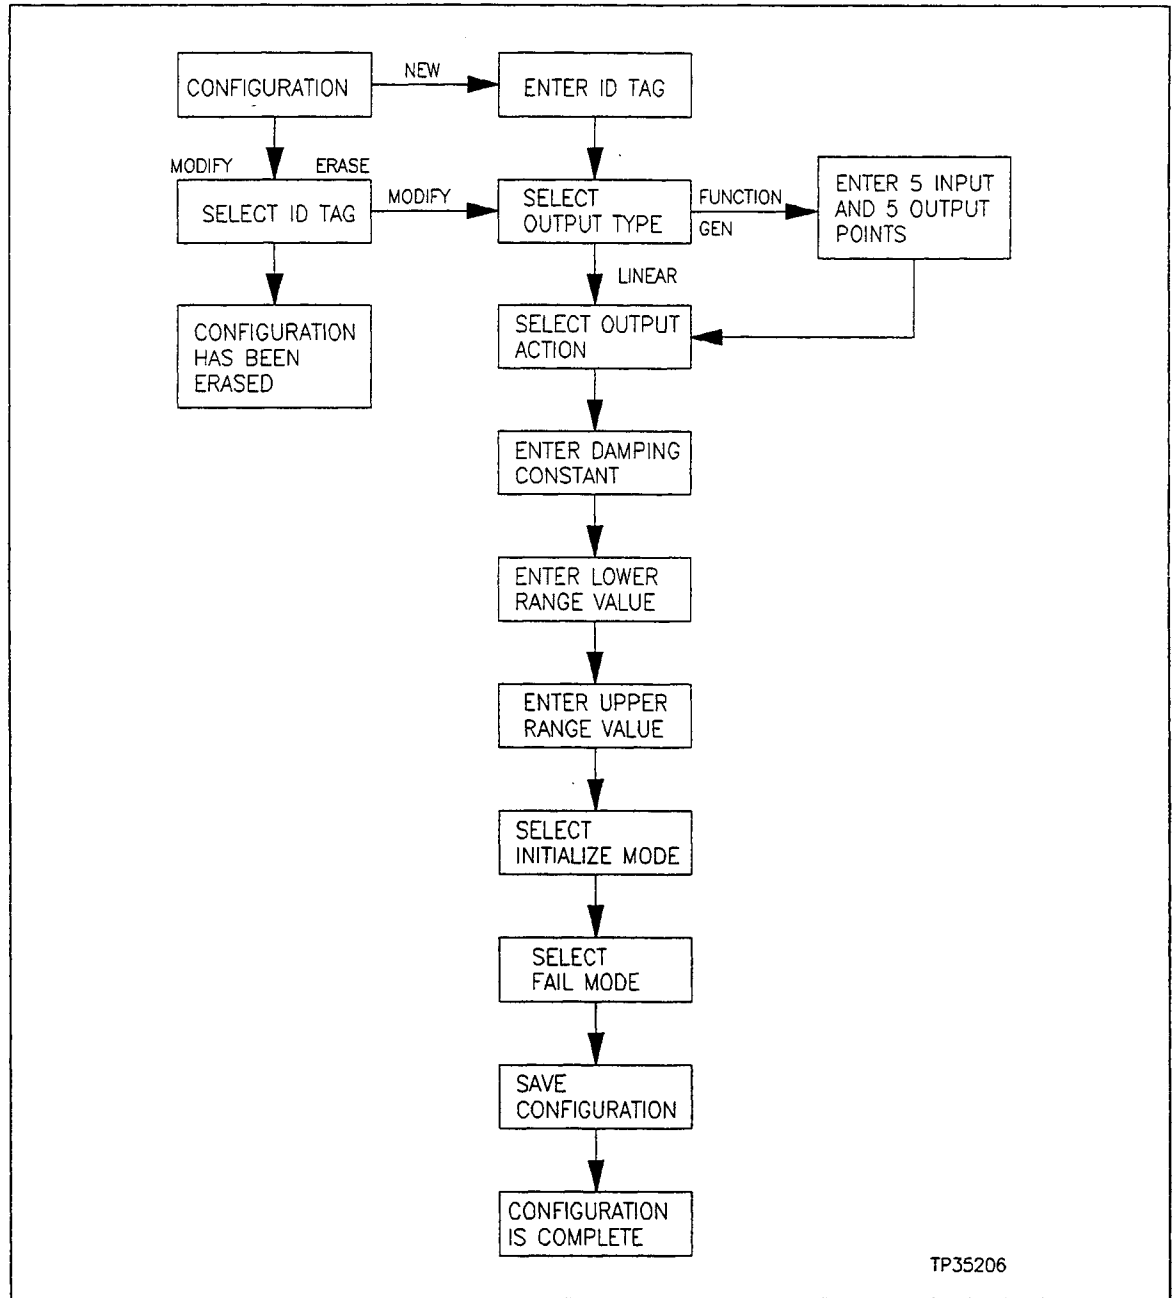 CONFIGURATION
NEW
ENTER ID TAG
MODIFY
ERASE
SELECT ID TAG
MODIFY
SELECT
OUTPUT TYPE
FUNCTION
GEN
ENTER 5 INPUT
AND 5 OUTPUT
POINTS
LINEAR
CONFIGURATION
HAS BEEN
ERASED
SELECT OUTPUT
ACTION
ENTER DAMPING
CONSTANT
ENTER LOWER
RANGE VALUE
ENTER UPPER
RANGE VALUE
SELECT
INITIALIZE MODE
SELECT
FAIL MODE
SAVE
CONFIGURATION
CONFIGURATION
IS COMPLETE
TP35206